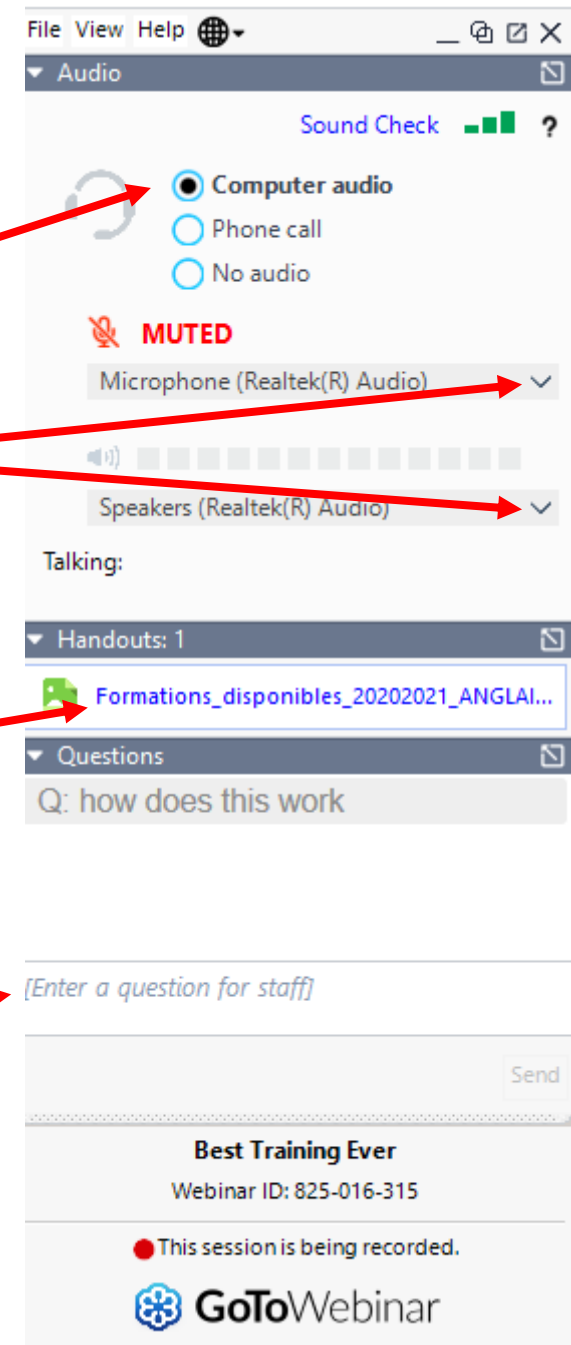 File View Help
Audio
Sound Check ?
Computer audio
Phone call
No audio
MUTED
Microphone (Realtek(R) Audio)
Speakers (Realtek(R) Audio)
Talking:
Handouts: 1
Formations_disponibles_20202021_ANGLAI...
Questions
Q: how does this work
[Enter a question for staff]
Send
Best Training Ever
Webinar ID: 825-016-315
This session is being recorded.
GoToWebinar